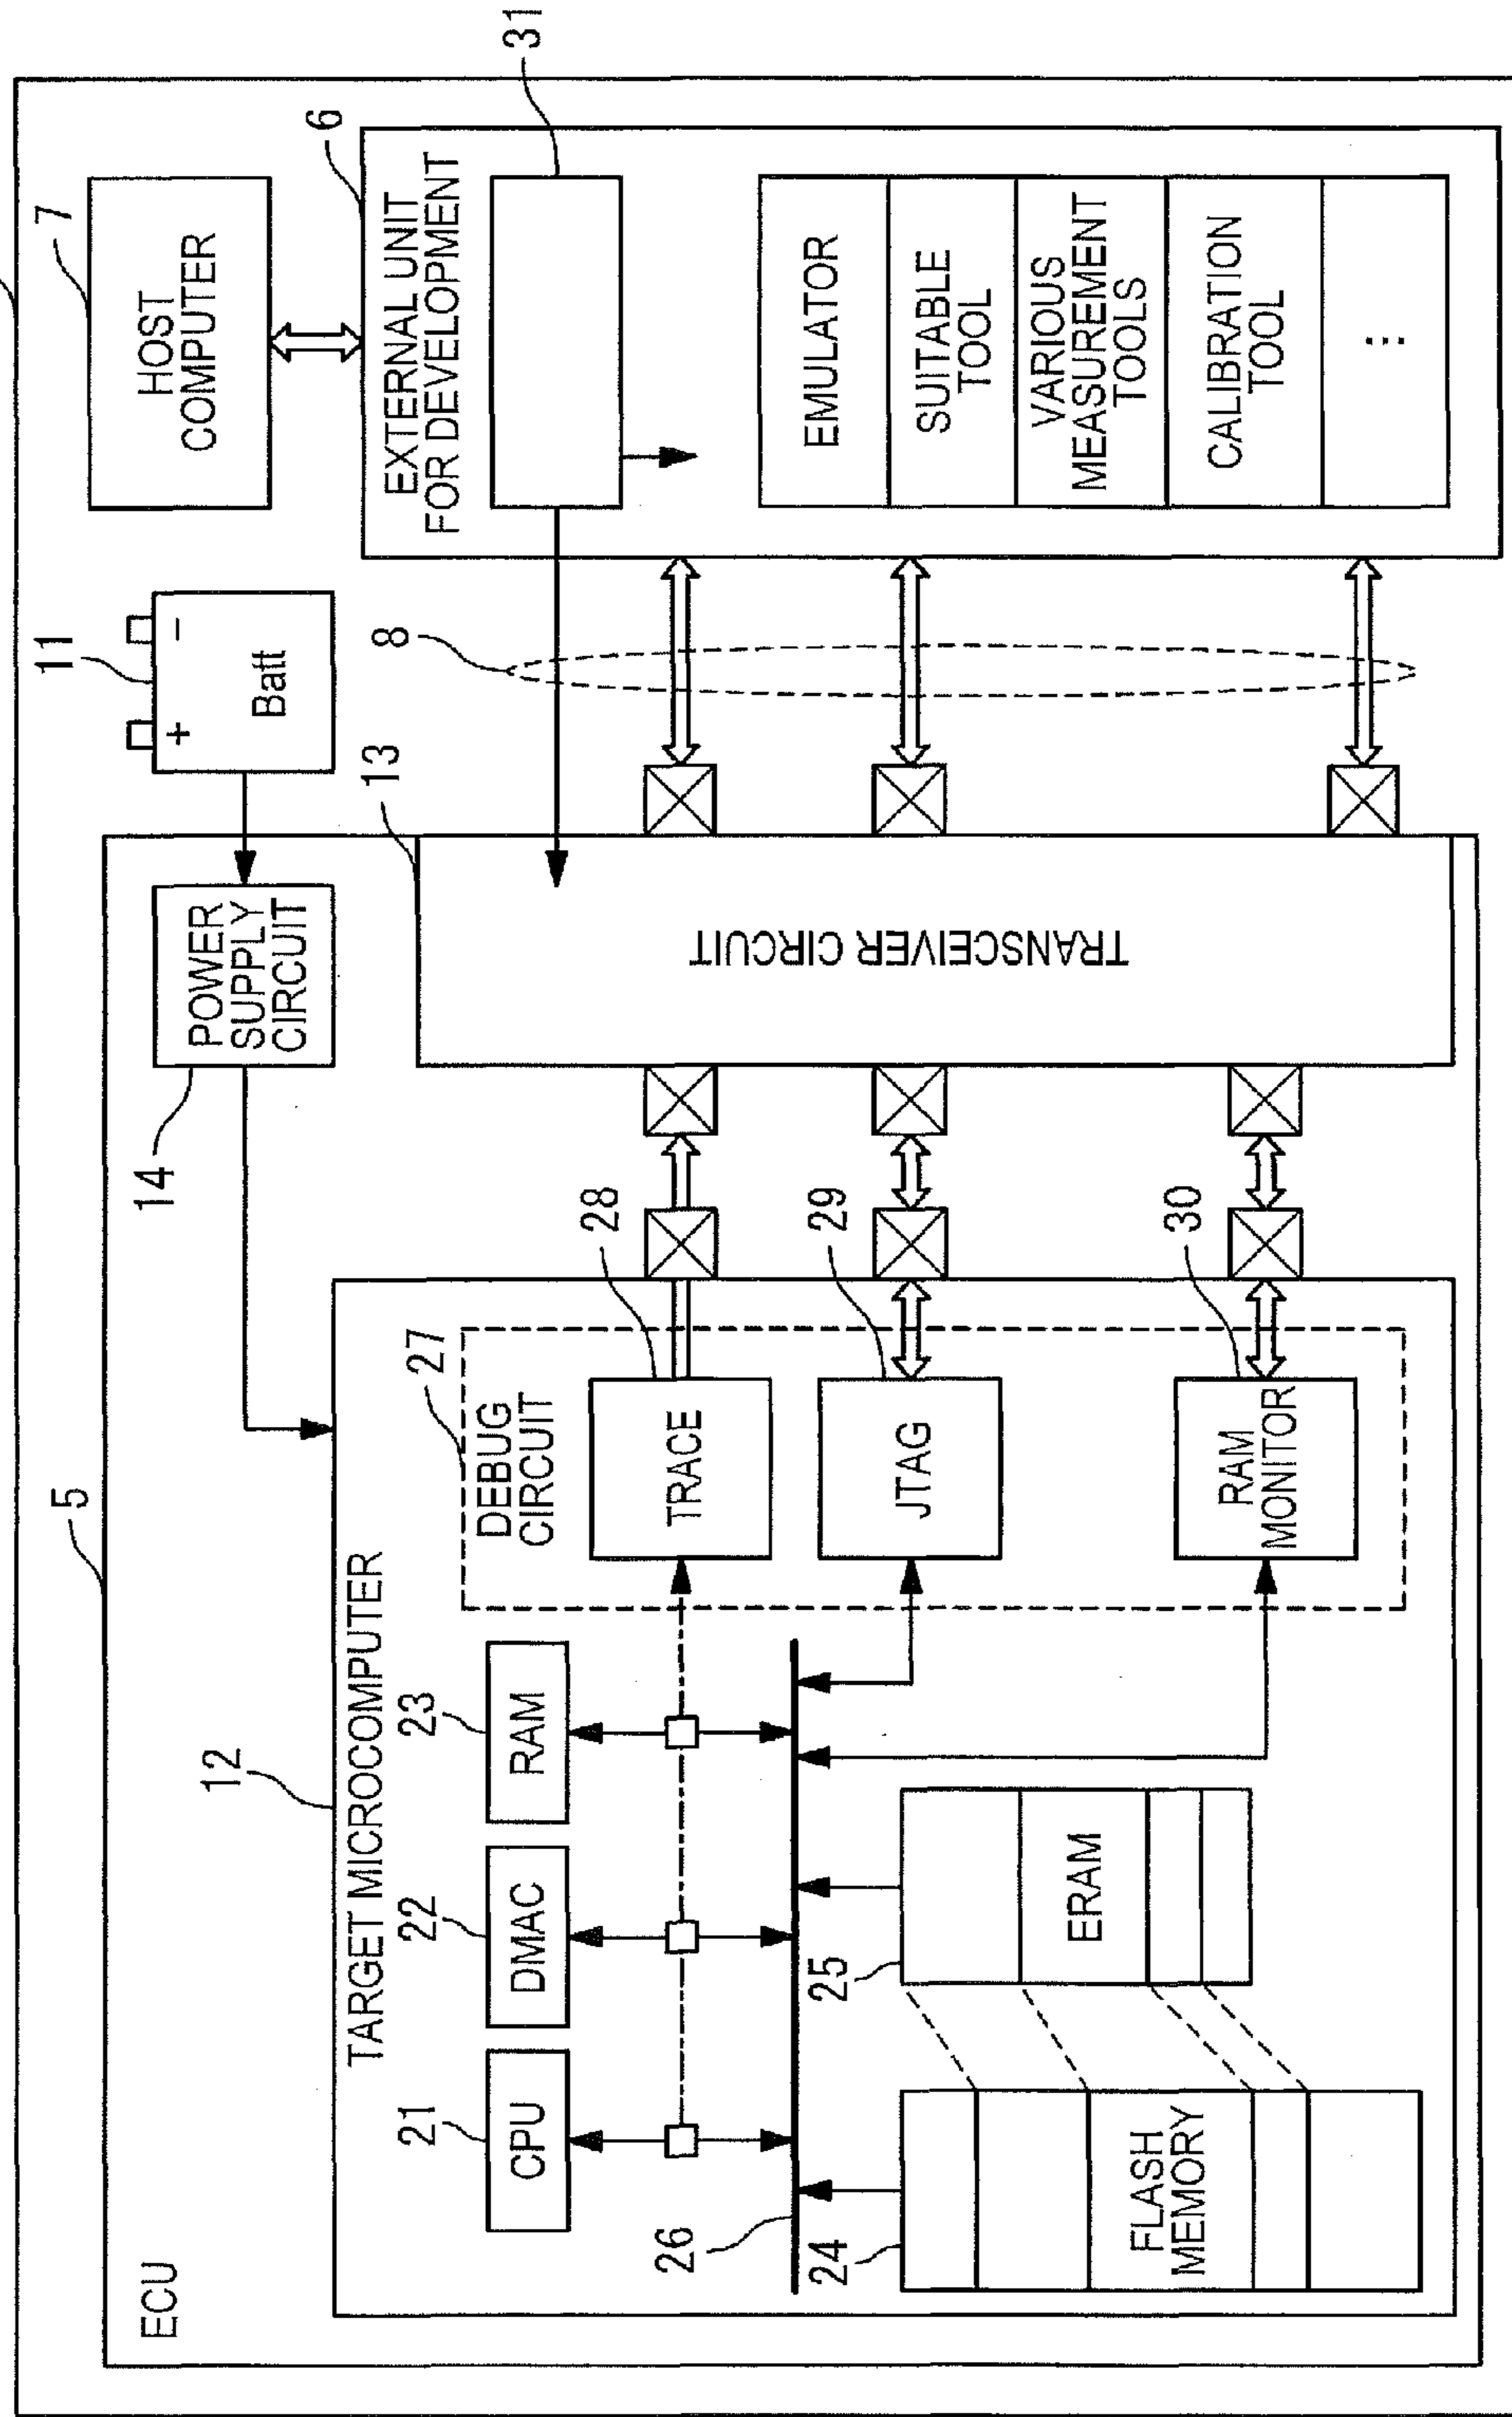 7
HOST
COMPUTER
6
EXTERNAL UNIT
FOR DEVELOPMENT
31
EMULATOR
SUITABLE
TOOL
VARIOUS
MEASUREMENT
TOOLS
CALIBRATION
TOOL
...
11
+
−
Batt
8
13
TRANSCEIVER CIRCUIT
14
POWER
SUPPLY
CIRCUIT
5
ECU
12
TARGET MICROCOMPUTER
21
CPU
22
DMAC
23
RAM
27
DEBUG
CIRCUIT
28
TRACE
29
JTAG
30
RAM
MONITOR
26
24
FLASH
MEMORY
25
ERAM